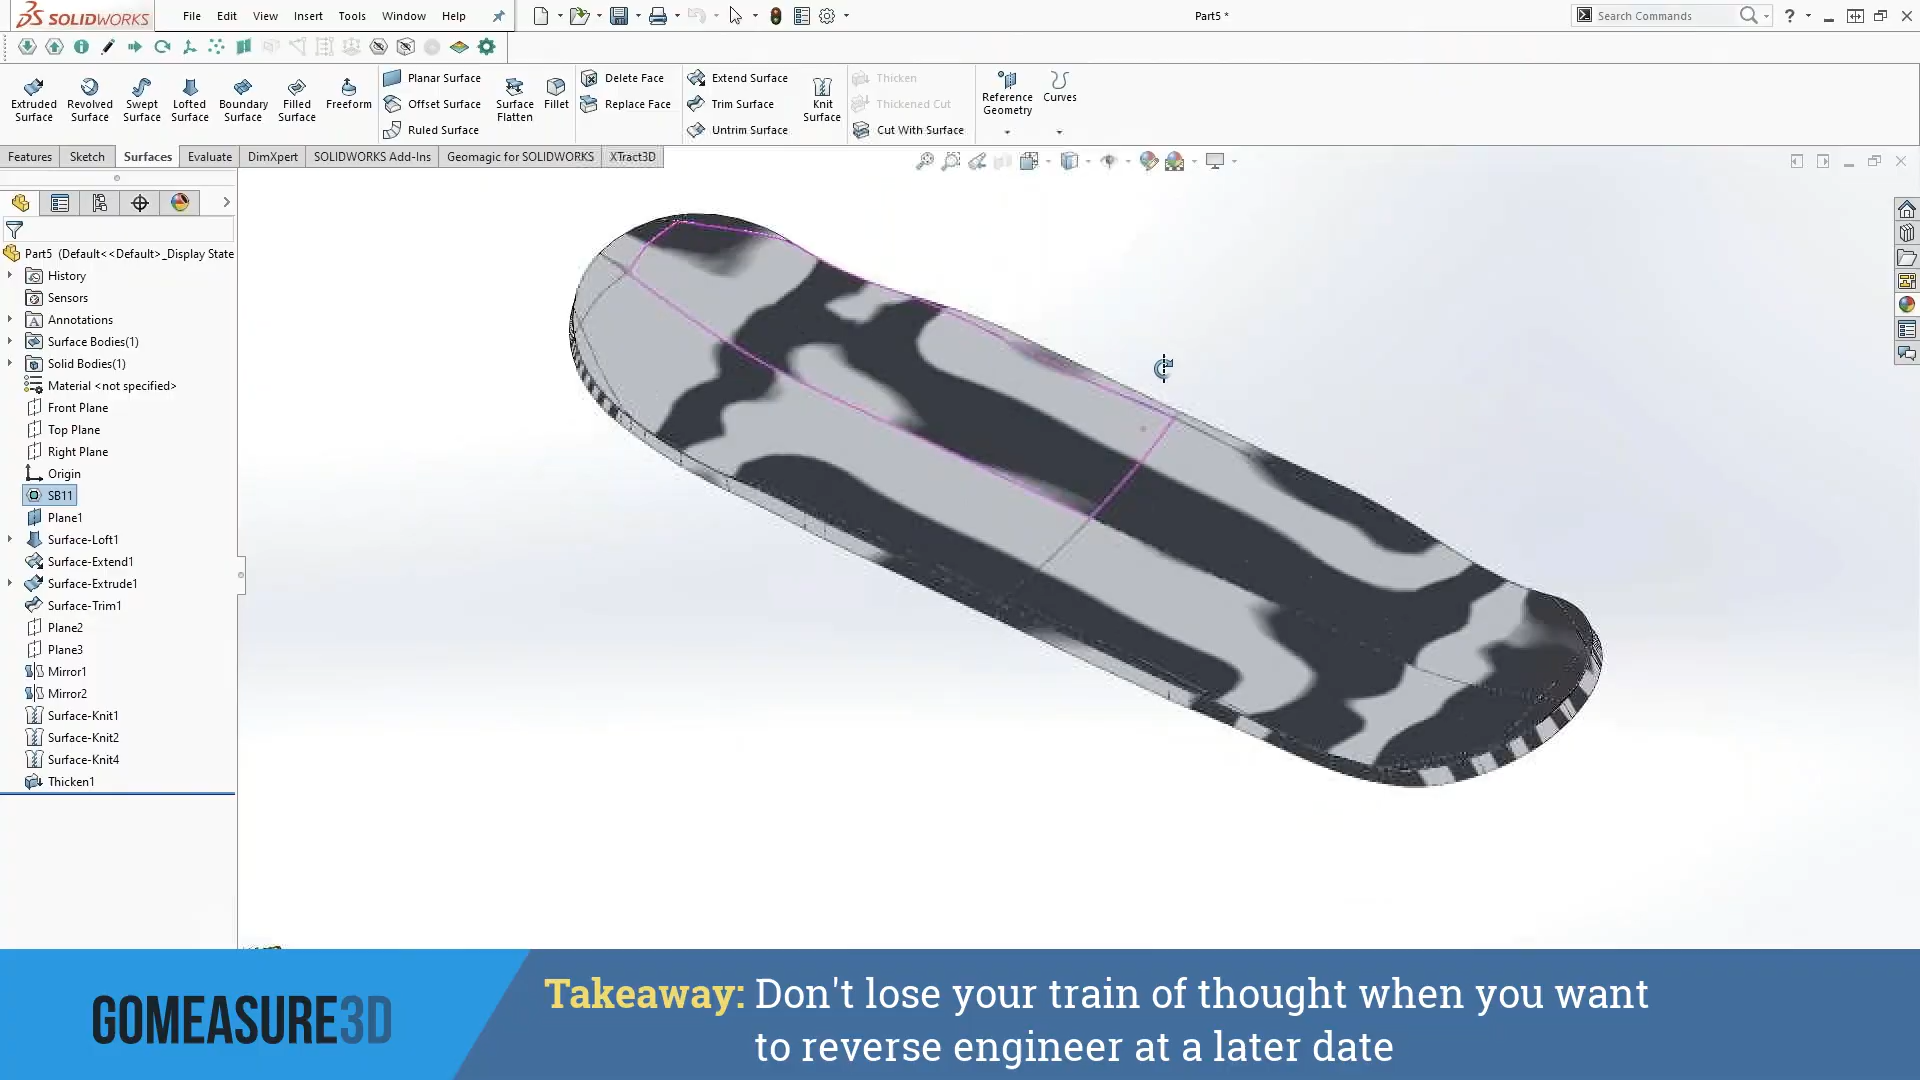 SOLIDWORKS
File Edit View Insert Tools Window Help
Part5 *
Search Commands
Extruded Surface
Revolved Surface
Swept Surface
Lofted Surface
Boundary Surface
Filled Surface
Freeform
Planar Surface
Offset Surface
Ruled Surface
Surface Flatten
Fillet
Delete Face
Replace Face
Extend Surface
Trim Surface
Untrim Surface
Knit Surface
Thicken
Thickened Cut
Cut With Surface
Reference Geometry
Curves
Features Sketch Surfaces Evaluate DimXpert SOLIDWORKS Add-Ins Geomagic for SOLIDWORKS XTract3D
Part5 (Default<<Default>_Display State
History
Sensors
Annotations
Surface Bodies(1)
Solid Bodies(1)
Material <not specified>
Front Plane
Top Plane
Right Plane
Origin
SB11
Plane1
Surface-Loft1
Surface-Extend1
Surface-Extrude1
Surface-Trim1
Plane2
Plane3
Mirror1
Mirror2
Surface-Knit1
Surface-Knit2
Surface-Knit4
Thicken1
GOMEASURE3D
Takeaway: Don't lose your train of thought when you want
to reverse engineer at a later date